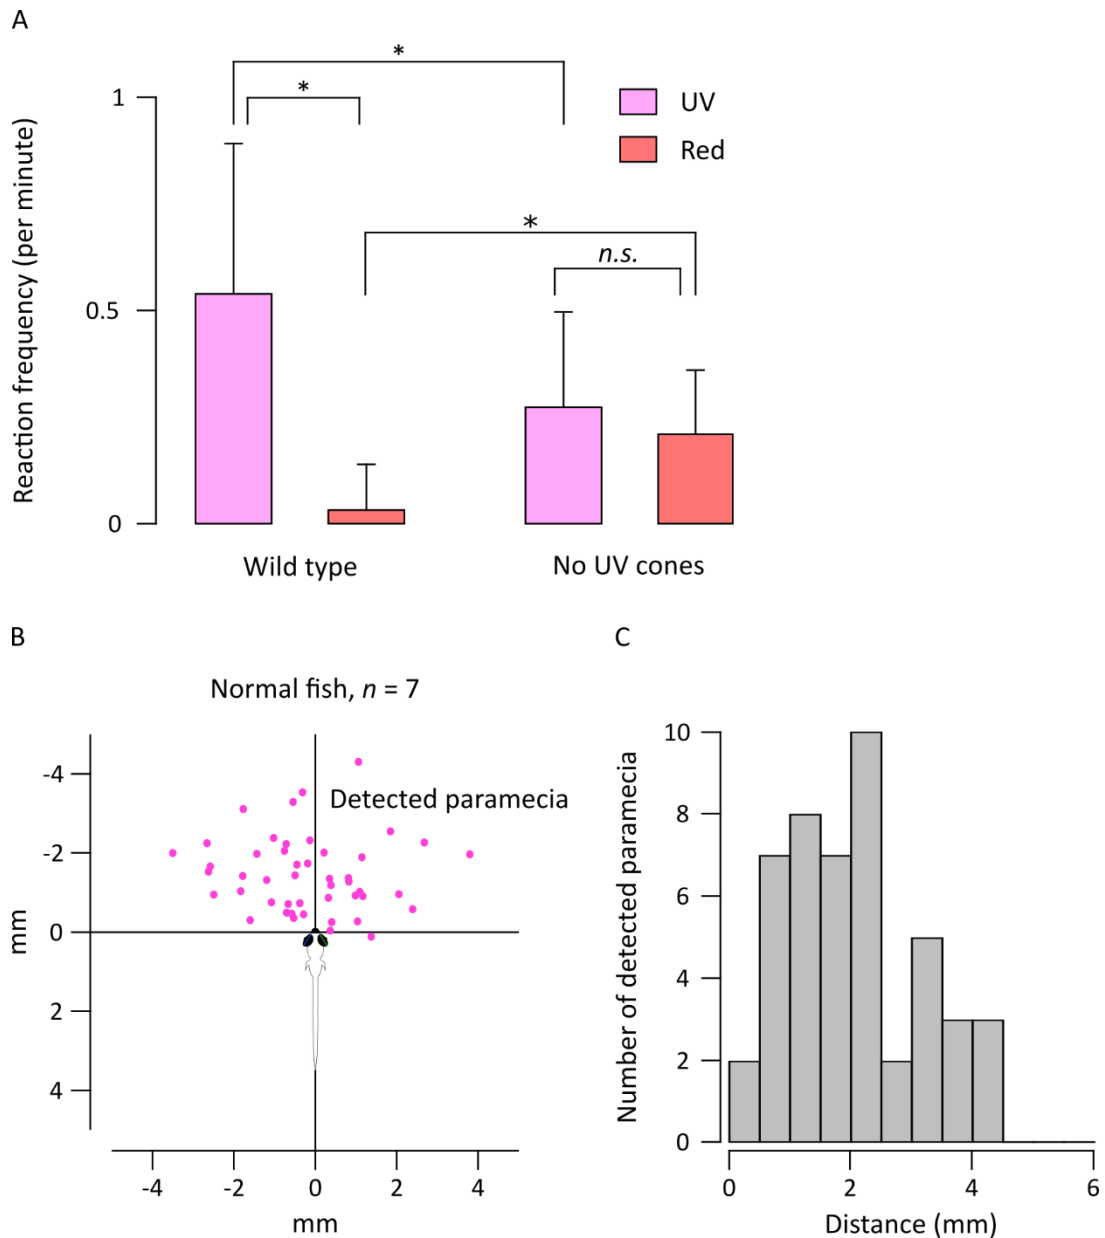 A
*
*
1
UV
Red
Reaction frequency (per minute)
*
n.s.
0.5
0
Wild type
No UV cones
B
Normal fish, n = 7
-4
Detected paramecia
-2
0
mm
2
4
-4
-2
0
2
4
mm
C
10
8
6
4
2
0
Number of detected paramecia
0
2
4
6
Distance (mm)